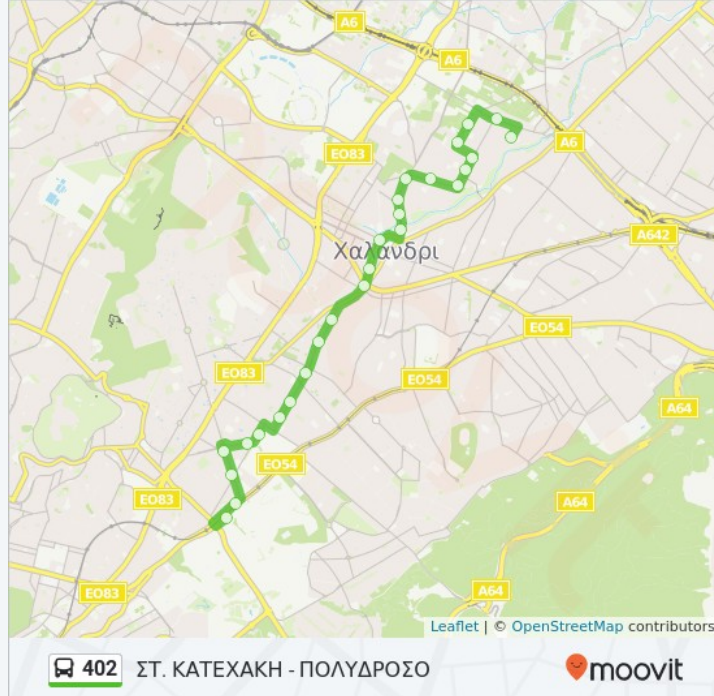 A6
A6
EO83
A6
A642
Χαλανδρι
EO54
EO83
EO54
A64
EO54
EO83
A64
A64
EO83
Leaflet | © OpenStreetMap contributors
402 ΣΤ. ΚΑΤΕΧΑΚΗ - ΠΟΛΥΔΡΟΣΟ
moovit